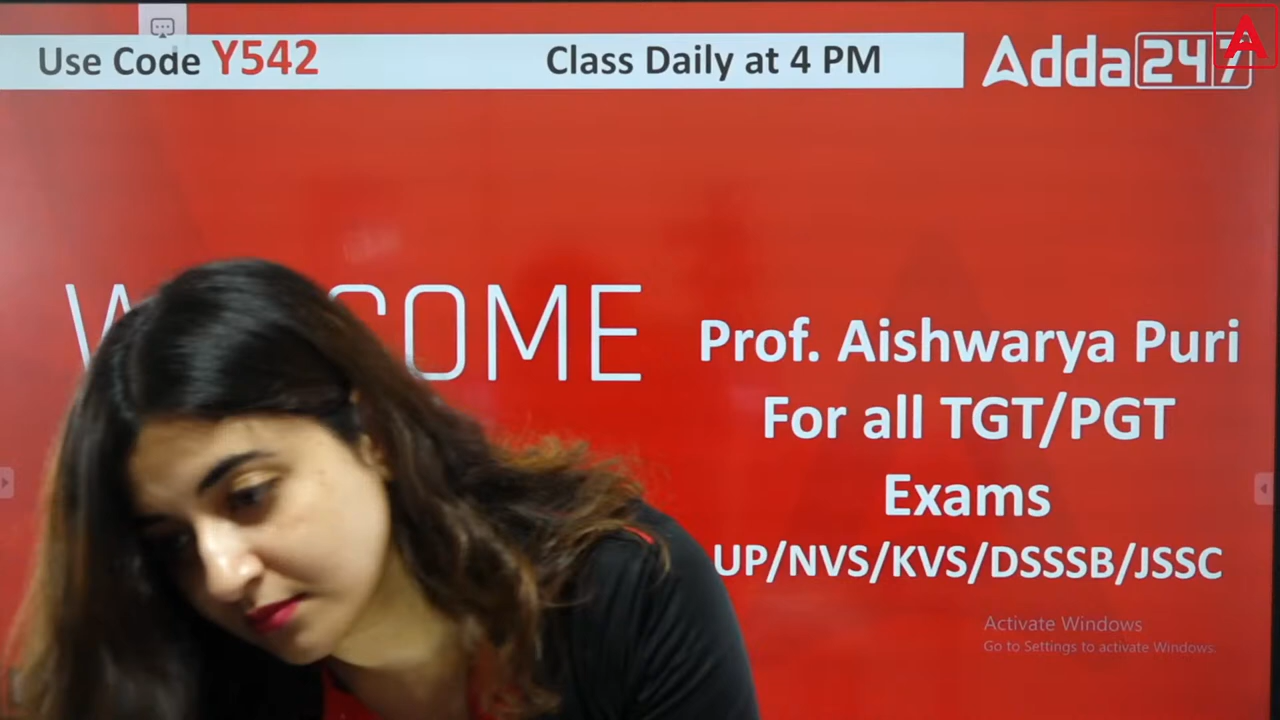 Use Code Y542
Class Daily at 4 PM
Adda247
A
W COME
Prof. Aishwarya Puri
For all TGT/PGT
Exams
UP/NVS/KVS/DSSSB/JSSC
Activate Windows
Go to Settings to activate Windows.